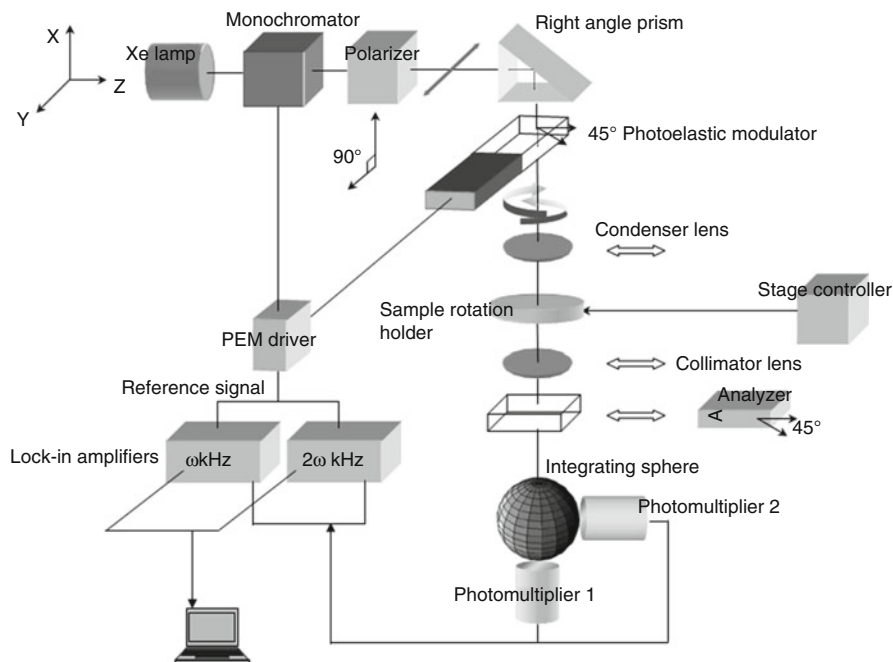 Monochromator
Right angle prism
X
Xe lamp
Polarizer
Z
Y
90°
45° Photoelastic modulator
Condenser lens
Stage controller
Sample rotation
holder
PEM driver
Collimator lens
Reference signal
Analyzer
A
45°
Lock-in amplifiers
ωkHz
2ω kHz
Integrating sphere
Photomultiplier 2
Photomultiplier 1